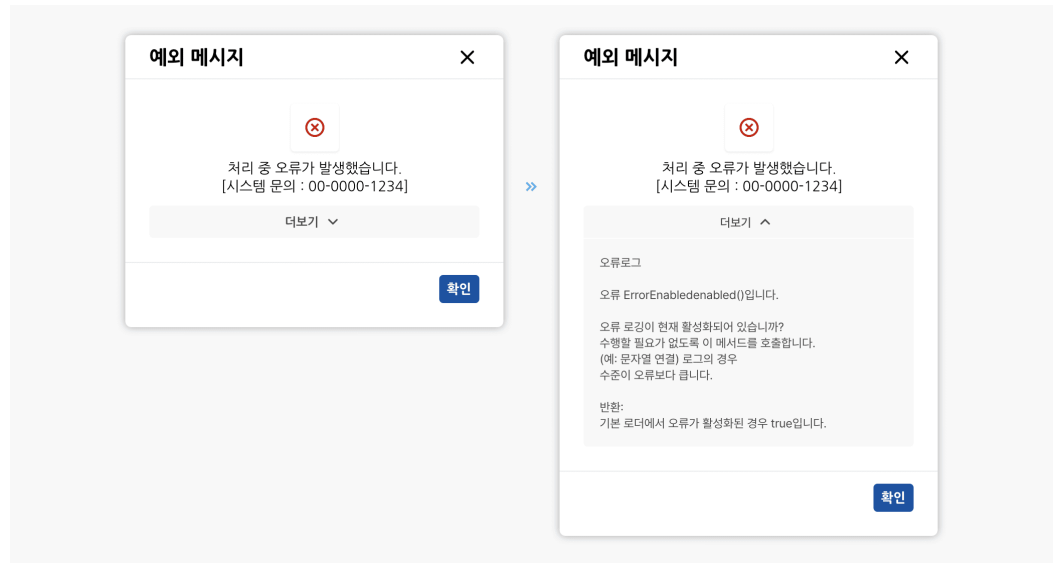 예외 메시지
처리 중 오류가 발생했습니다.
[시스템 문의 : 00-0000-1234]
더보기
확인
예외 메시지
처리 중 오류가 발생했습니다.
[시스템 문의 : 00-0000-1234]
더보기
오류로그
오류 ErrorEnabledenabled()입니다.
오류 로깅이 현재 활성화되어 있습니까?
수행할 필요가 없도록 이 메서드를 호출합니다.
(예: 문자열 연결) 로그의 경우
수준이 오류보다 큽니다.
반환:
기본 로더에서 오류가 활성화된 경우 true입니다.
확인